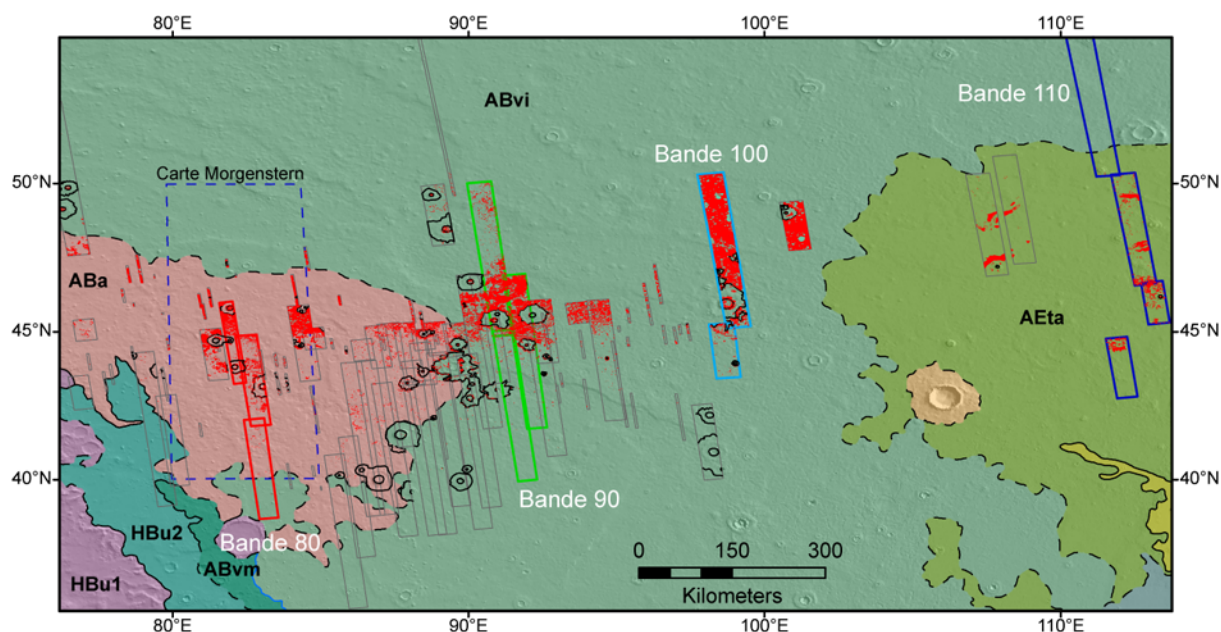 80°E 90°E 100°E 110°E
ABvi
Bande 110
Bande 100
Carte Morgenstern
50°N 50°N
ABa
45°N 45°N
AEta
40°N 40°N
Bande 90
HBu2
Bande 80
ABvm
HBu1
0 150 300
Kilometers
80°E 90°E 100°E 110°E